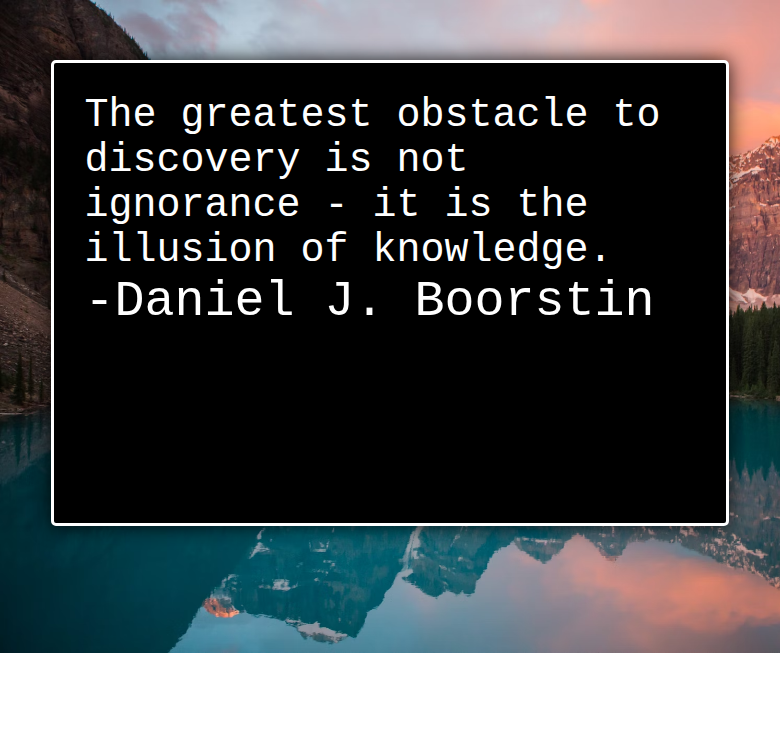 The greatest obstacle to
discovery is not
ignorance - it is the
illusion of knowledge.
-Daniel J. Boorstin